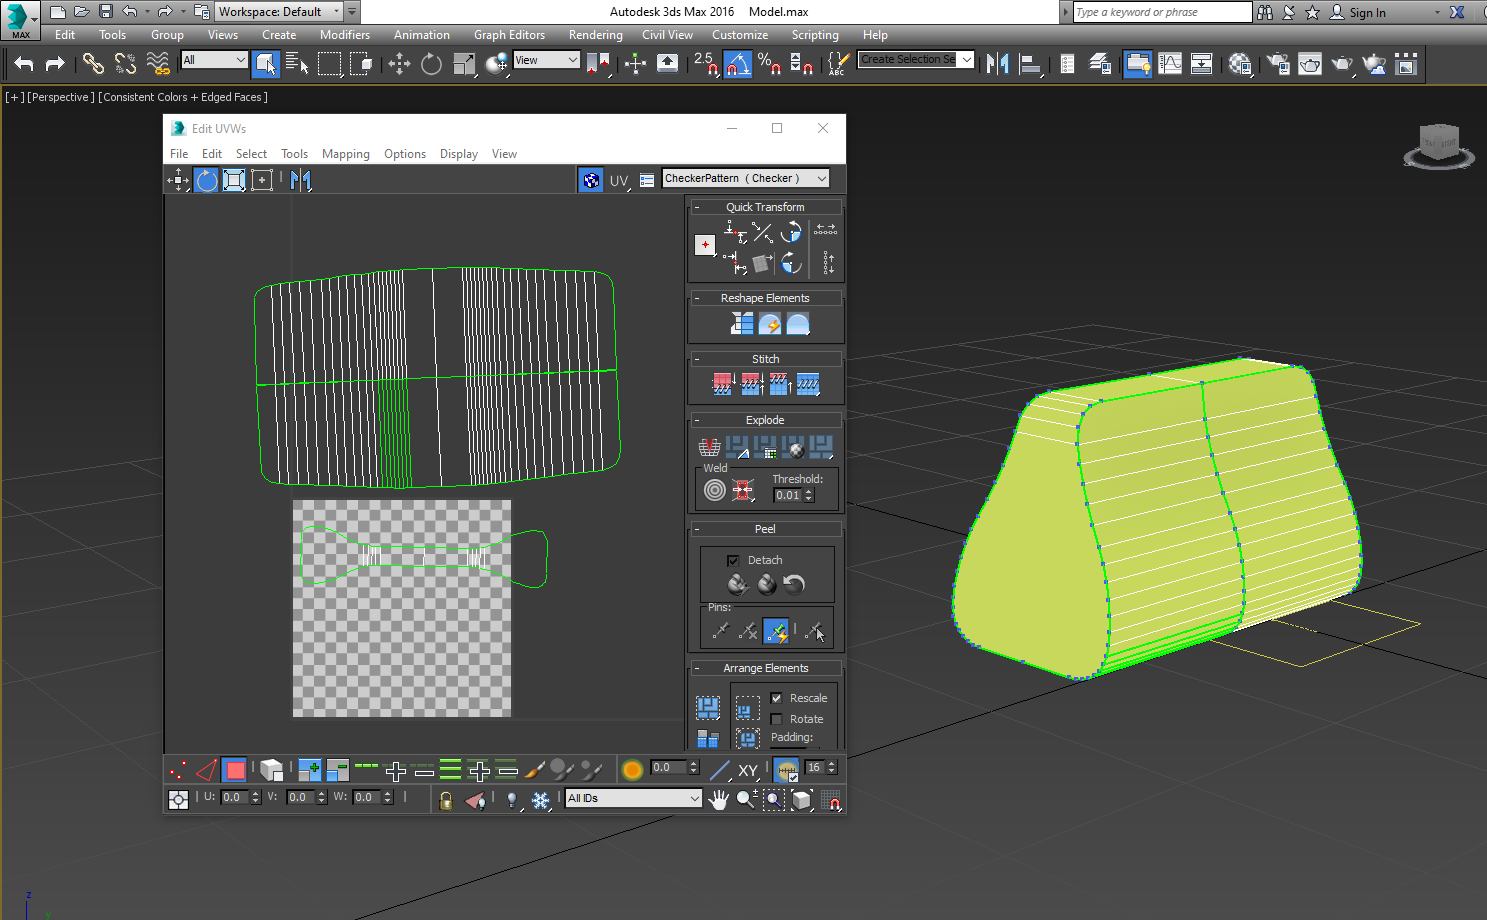 Workspace: Default
Autodesk 3ds Max 2016 Model.max
Type a keyword or phrase
Sign In
MAX
Edit Tools Group Views Create Modifiers Animation Graph Editors Rendering Civil View Customize Scripting Help
All
View
2.5
%
ABC
Create Selection Se
[+] [Perspective] [Consistent Colors + Edged Faces]
Edit UVWs
File Edit Select Tools Mapping Options Display View
UV
CheckerPattern ( Checker )
- Quick Transform
- Reshape Elements
- Stitch
- Explode
Weld
Threshold:
0.01
- Peel
Detach
Pins:
- Arrange Elements
Rescale
Rotate
Padding:
0.0
XY
16
U: 0.0 V: 0.0 W: 0.0
All IDs
z
y